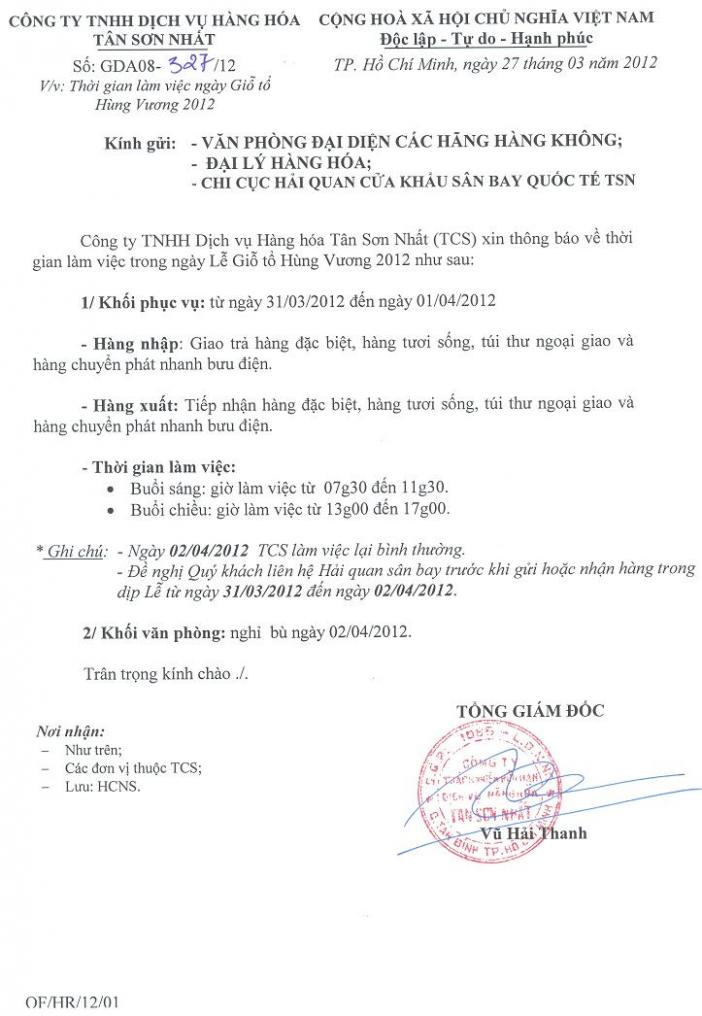 CÔNG TY TNHH DỊCH VỤ HÀNG HÓA
TÂN SƠN NHẤT
Số: GDA08- 327/12
V/v: Thời gian làm việc ngày Giỗ tổ
Hùng Vương 2012
CỘNG HOÀ XÃ HỘI CHỦ NGHĨA VIỆT NAM
Độc lập - Tự do - Hạnh phúc
TP. Hồ Chí Minh, ngày 27 tháng 03 năm 2012
Kính gửi: - VĂN PHÒNG ĐẠI DIỆN CÁC HÃNG HÀNG KHÔNG;
- ĐẠI LÝ HÀNG HÓA;
- CHI CỤC HẢI QUAN CỬA KHẨU SÂN BAY QUỐC TẾ TSN
Công ty TNHH Dịch vụ Hàng hóa Tân Sơn Nhất (TCS) xin thông báo về thời
gian làm việc trong ngày Lễ Giỗ tổ Hùng Vương 2012 như sau:
1/ Khối phục vụ: từ ngày 31/03/2012 đến ngày 01/04/2012
- Hàng nhập: Giao trả hàng đặc biệt, hàng tươi sống, túi thư ngoại giao và
hàng chuyển phát nhanh bưu điện.
- Hàng xuất: Tiếp nhận hàng đặc biệt, hàng tươi sống, túi thư ngoại giao và
hàng chuyển phát nhanh bưu điện.
- Thời gian làm việc:
• Buổi sáng: giờ làm việc từ 07g30 đến 11g30.
• Buổi chiều: giờ làm việc từ 13g00 đến 17g00.
* Ghi chú: - Ngày 02/04/2012 TCS làm việc lại bình thường.
- Đề nghị Quý khách liên hệ Hải quan sân bay trước khi gửi hoặc nhận hàng trong
dịp Lễ từ ngày 31/03/2012 đến ngày 02/04/2012.
2/ Khối văn phòng: nghỉ bù ngày 02/04/2012.
Trân trọng kính chào ./.
TỔNG GIÁM ĐỐC
CÔNG TY
DỊCH VỤ HÀNG HÓA
TÂN SƠN NHẤT
Vũ Hải Thanh
Nơi nhận:
– Như trên;
– Các đơn vị thuộc TCS;
– Lưu: HCNS.
OF/HR/12/01